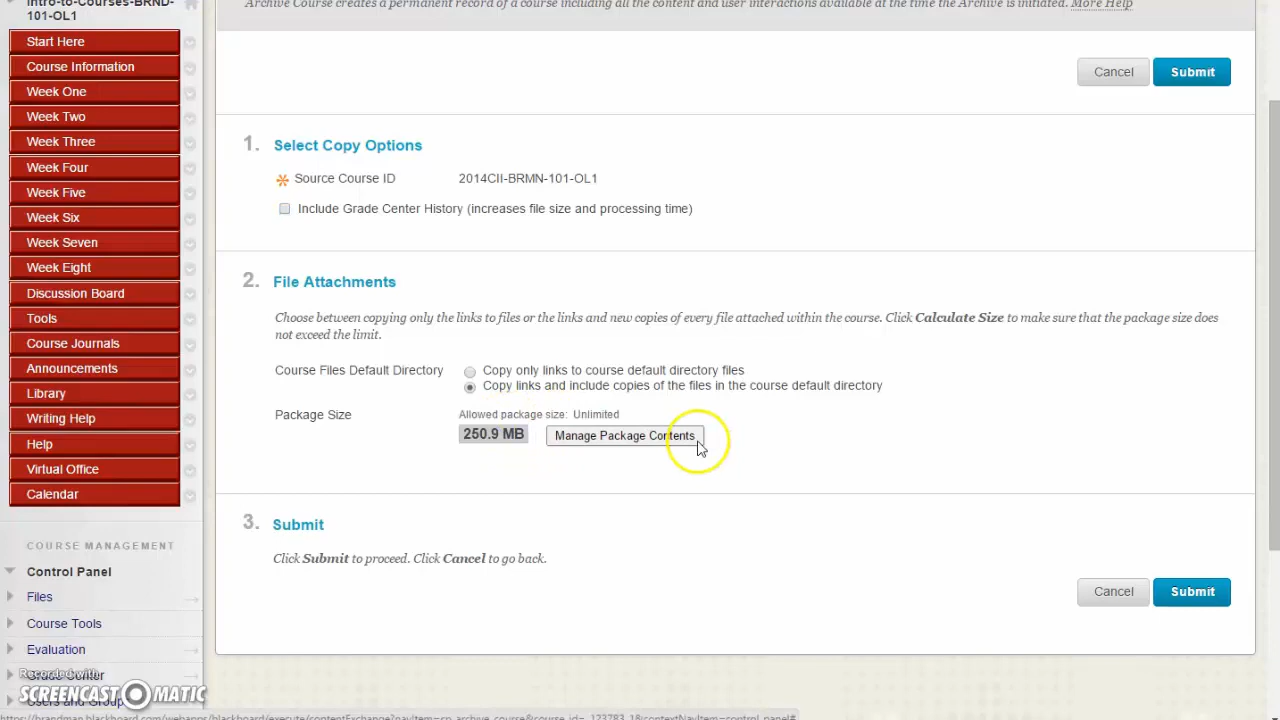 Intro-to-Courses-BRND-
101-OL1
Start Here
Course Information
Week One
Week Two
Week Three
Week Four
Week Five
Week Six
Week Seven
Week Eight
Discussion Board
Tools
Course Journals
Announcements
Library
Writing Help
Help
Virtual Office
Calendar
COURSE MANAGEMENT
Control Panel
Files
Course Tools
Evaluation
Grade Center
Users and Group
Recorded with
SCREENCAST MATIC
Archive Course creates a permanent record of a course including all the content and user interactions available at the time the Archive is initiated. More Help
Cancel
Submit
1. Select Copy Options
Source Course ID 2014CII-BRMN-101-OL1
Include Grade Center History (increases file size and processing time)
2. File Attachments
Choose between copying only the links to files or the links and new copies of every file attached within the course. Click Calculate Size to make sure that the package size does
not exceed the limit.
Course Files Default Directory
Copy only links to course default directory files
Copy links and include copies of the files in the course default directory
Package Size
Allowed package size: Unlimited
250.9 MB
Manage Package Contents
3. Submit
Click Submit to proceed. Click Cancel to go back.
Cancel
Submit